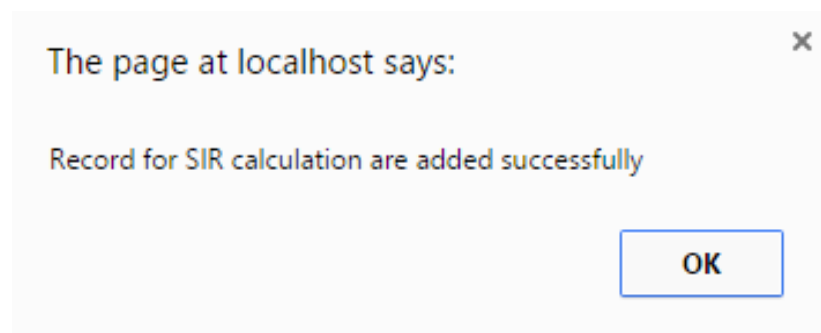 The page at localhost says:
Record for SIR calculation are added successfully
OK